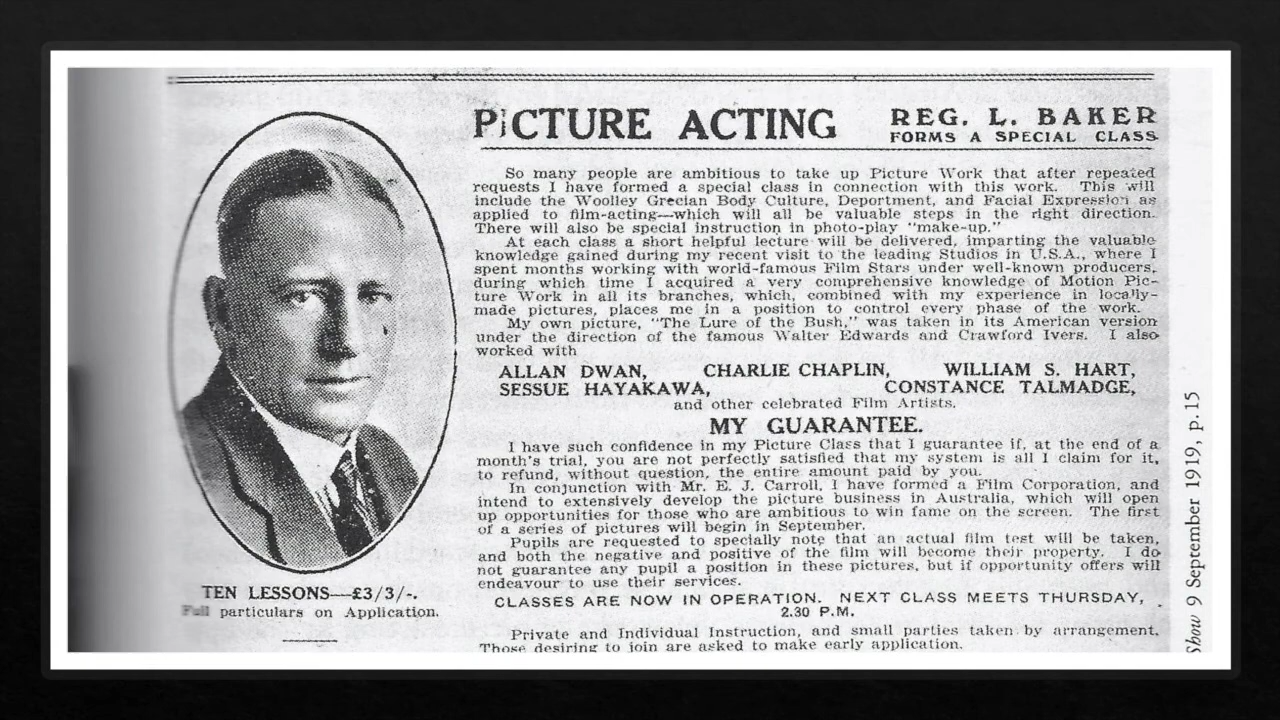 PiCTURE ACTING
REG. L. BAKER
FORMS A SPECIAL CLASS
So many people are ambitious to take up Picture Work that after repeated
requests I have formed a special class in connection with this work. This will
include the Woolley Grecian Body Culture, Deportment, and Facial Expression as
applied to film-acting—which will all be valuable steps in the right direction.
There will also be special instruction in photo-play "make-up."
At each class a short helpful lecture will be delivered, imparting the valuable
knowledge gained during my recent visit to the leading Studios in U.S.A., where I
spent months working with world-famous Film Stars under well-known producers,
during which time I acquired a very comprehensive knowledge of Motion Pic-
ture Work in all its branches, which, combined with my experience in locally-
made pictures, places me in a position to control every phase of the work.
My own picture, "The Lure of the Bush," was taken in its American version
under the direction of the famous Walter Edwards and Crawford Ivers. I also
worked with
ALLAN DWAN, CHARLIE CHAPLIN, WILLIAM S. HART,
SESSUE HAYAKAWA, CONSTANCE TALMADGE,
and other celebrated Film Artists.
MY GUARANTEE.
I have such confidence in my Picture Class that I guarantee if, at the end of a
month's trial, you are not perfectly satisfied that my system is all I claim for it,
to refund, without question, the entire amount paid by you.
In conjunction with Mr. E. J. Carroll, I have formed a Film Corporation, and
intend to extensively develop the picture business in Australia, which will open
up opportunities for those who are ambitious to win fame on the screen. The first
of a series of pictures will begin in September.
Pupils are requested to specially note that an actual film test will be taken,
and both the negative and positive of the film will become their property. I do
not guarantee any pupil a position in these pictures, but if opportunity offers will
endeavour to use their services.
CLASSES ARE NOW IN OPERATION. NEXT CLASS MEETS THURSDAY,
2.30 P.M.
Private and Individual Instruction, and small parties taken by arrangement.
Those desiring to join are asked to make early application.
TEN LESSONS—£3/3/-.
Full particulars on Application.
Show 9 September 1919, p.15